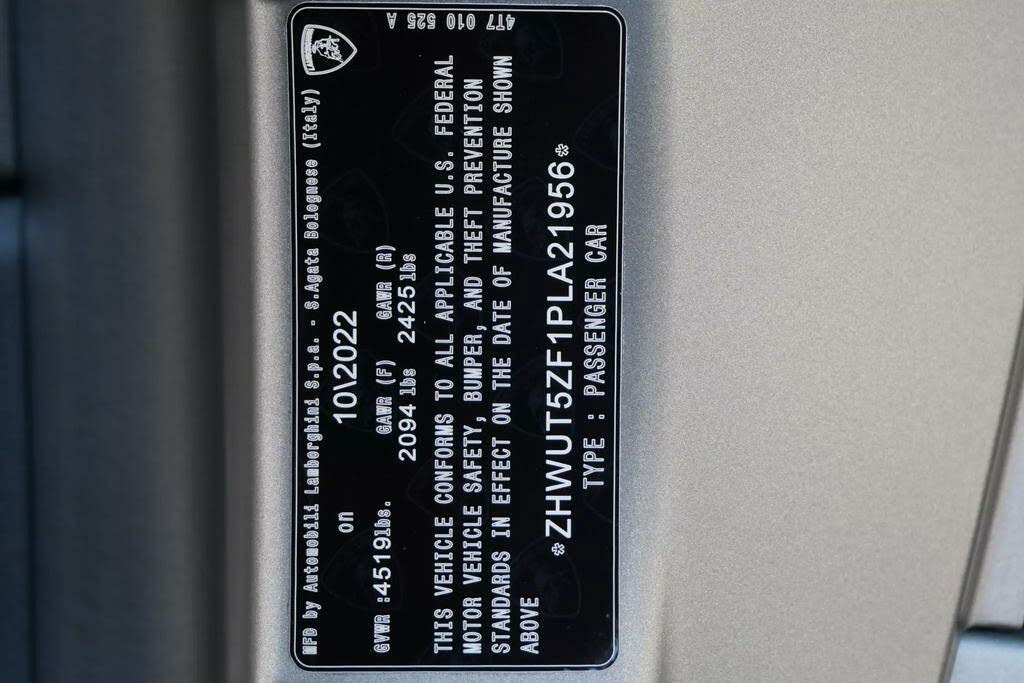 MFD by Automobili Lamborghini S.p.a. - S.Agata Bolognese (Italy)
on 10\2022
GAWR (F) GAWR (R)
GVWR :4519lbs. 2094 lbs 2425lbs
THIS VEHICLE CONFORMS TO ALL APPLICABLE U.S. FEDERAL
MOTOR VEHICLE SAFETY, BUMPER, AND THEFT PREVENTION
STANDARDS IN EFFECT ON THE DATE OF MANUFACTURE SHOWN
ABOVE
*ZHWUT5ZF1PLA21956*
TYPE : PASSENGER CAR
4T7 010 525 A